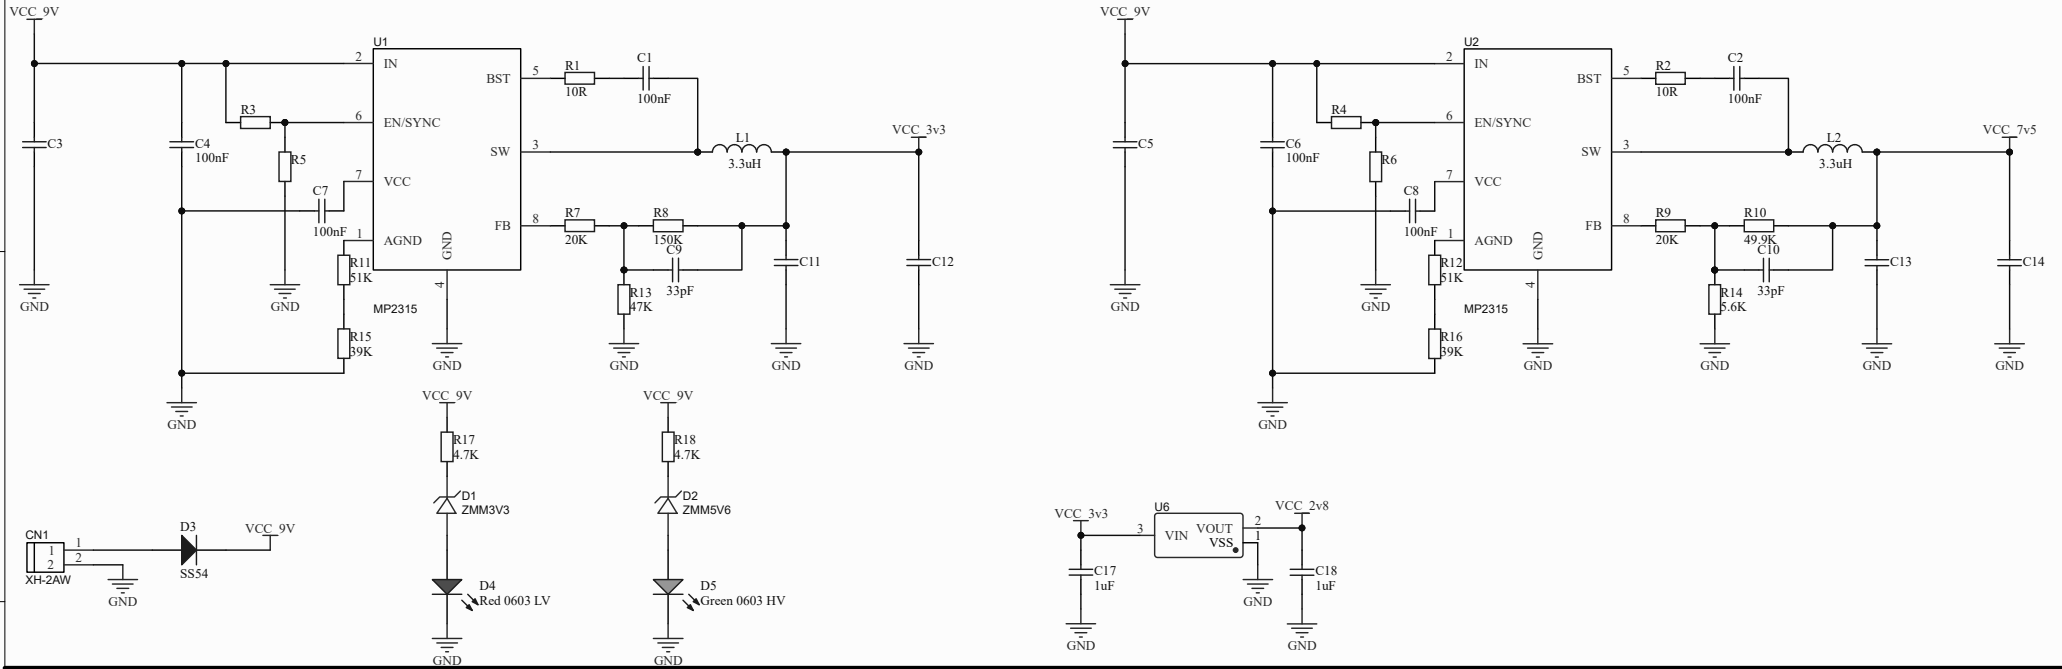 VCC_9V
U1
2
IN
5
BST
R1
10R
C1
100nF
R3
6
EN/SYNC
C3
C4
100nF
R5
3
SW
L1
3.3uH
VCC_3v3
7
VCC
C7
100nF
8
FB
R7
20K
R8
150K
C9
33pF
1
AGND
GND
4
R11
51K
R13
47K
C11
C12
GND
GND
MP2315
R15
39K
GND
GND
GND
GND
GND
VCC_9V
U2
2
IN
5
BST
R2
10R
C2
100nF
R4
6
EN/SYNC
C5
C6
100nF
R6
3
SW
L2
3.3uH
VCC_7v5
7
VCC
C8
100nF
8
FB
R9
20K
R10
49.9K
C10
33pF
1
AGND
GND
4
R12
51K
R14
5.6K
C13
C14
GND
GND
MP2315
R16
39K
GND
GND
GND
GND
GND
VCC_9V
R17
4.7K
D1
ZMM3V3
D4
Red 0603 LV
GND
VCC_9V
R18
4.7K
D2
ZMM5V6
D5
Green 0603 HV
GND
CN1
1
2
1
2
XH-2AW
GND
D3
SS54
VCC_9V
VCC_3v3
U6
3
VIN
VOUT
VSS
2
1
VCC_2v8
C17
1uF
GND
GND
C18
1uF
GND